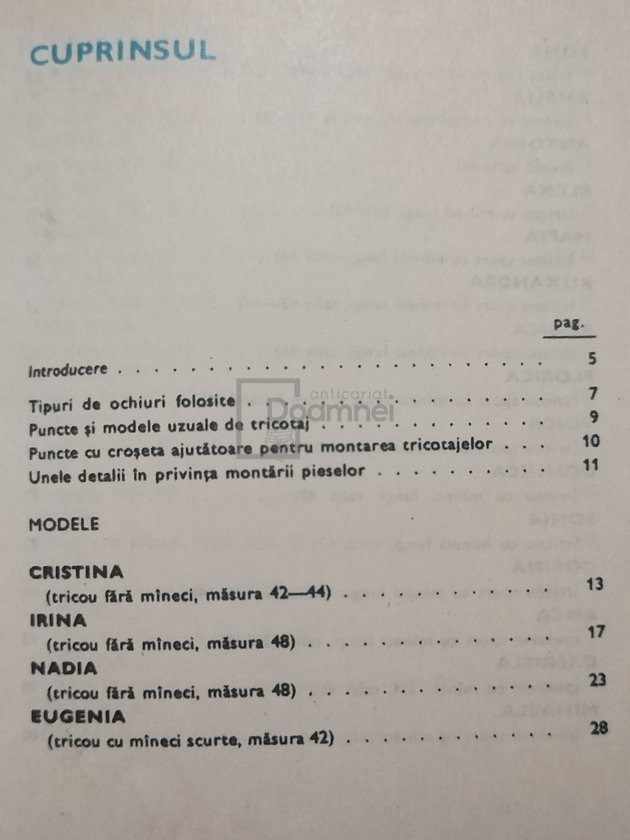 CUPRINSUL
pag.
Introducere . . . . . . . . . . . . . . . . . . . . 5
Tipuri de ochiuri folosite . . . . . . . . . . . . . . 7
Puncte și modele uzuale de tricotaj . . . . . . . . . . 9
Puncte cu croșeta ajutătoare pentru montarea tricotajelor . . . 10
Unele detalii în privința montării pieselor . . . . . . . . 11
anticariat
Doamnei
MODELE
CRISTINA
(tricou fără mîneci, măsura 42—44) . . . . . . . . . . 13
IRINA
(tricou fără mîneci, măsura 48) . . . . . . . . . . . . 17
NADIA
(tricou fără mîneci, măsura 48) . . . . . . . . . . . . 23
EUGENIA
(tricou cu mîneci scurte, măsura 42) . . . . . . . . . . 28